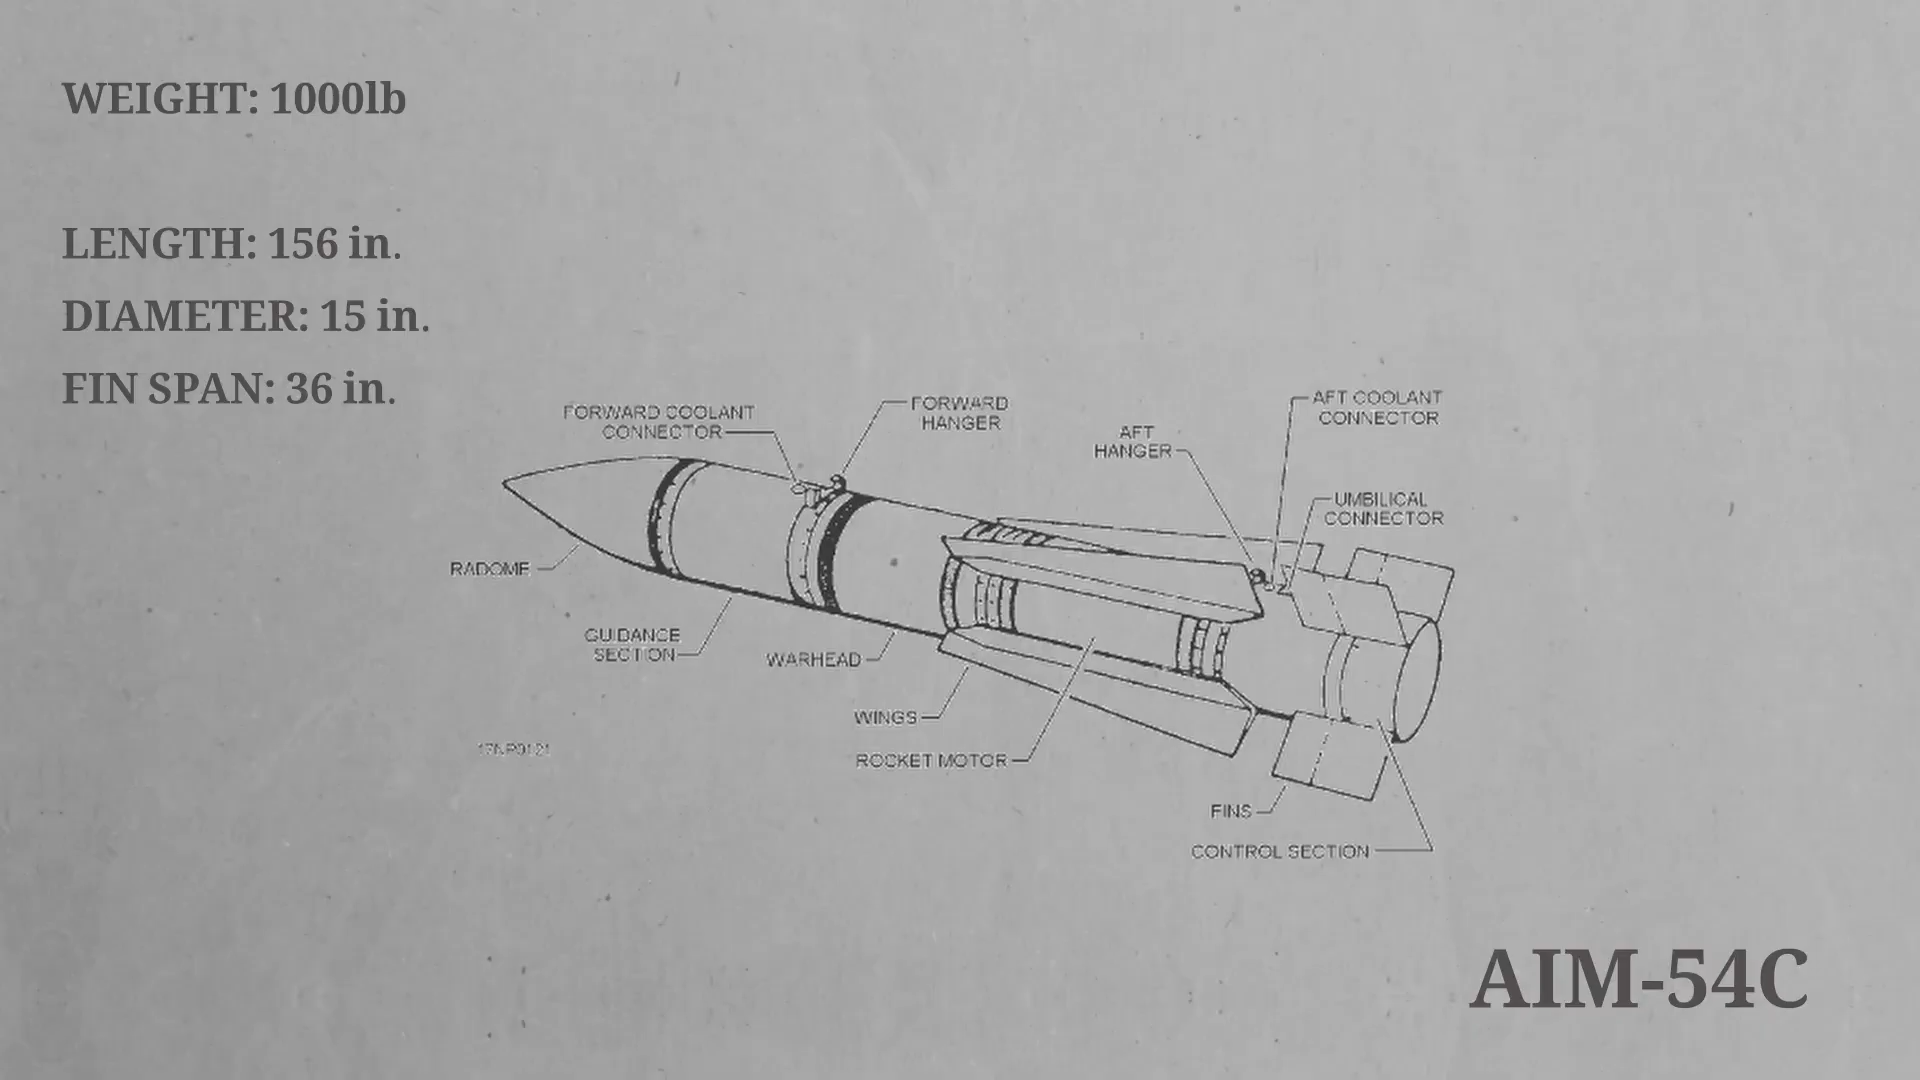 WEIGHT: 1000lb
LENGTH: 156 in.
DIAMETER: 15 in.
FIN SPAN: 36 in.
FORWARD COOLANT
CONNECTOR
FORWARD
HANGER
AFT
HANGER
AFT COOLANT
CONNECTOR
UMBILICAL
CONNECTOR
RADOME
GUIDANCE
SECTION
WARHEAD
WINGS
ROCKET MOTOR
FINS
CONTROL SECTION
AIM-54C